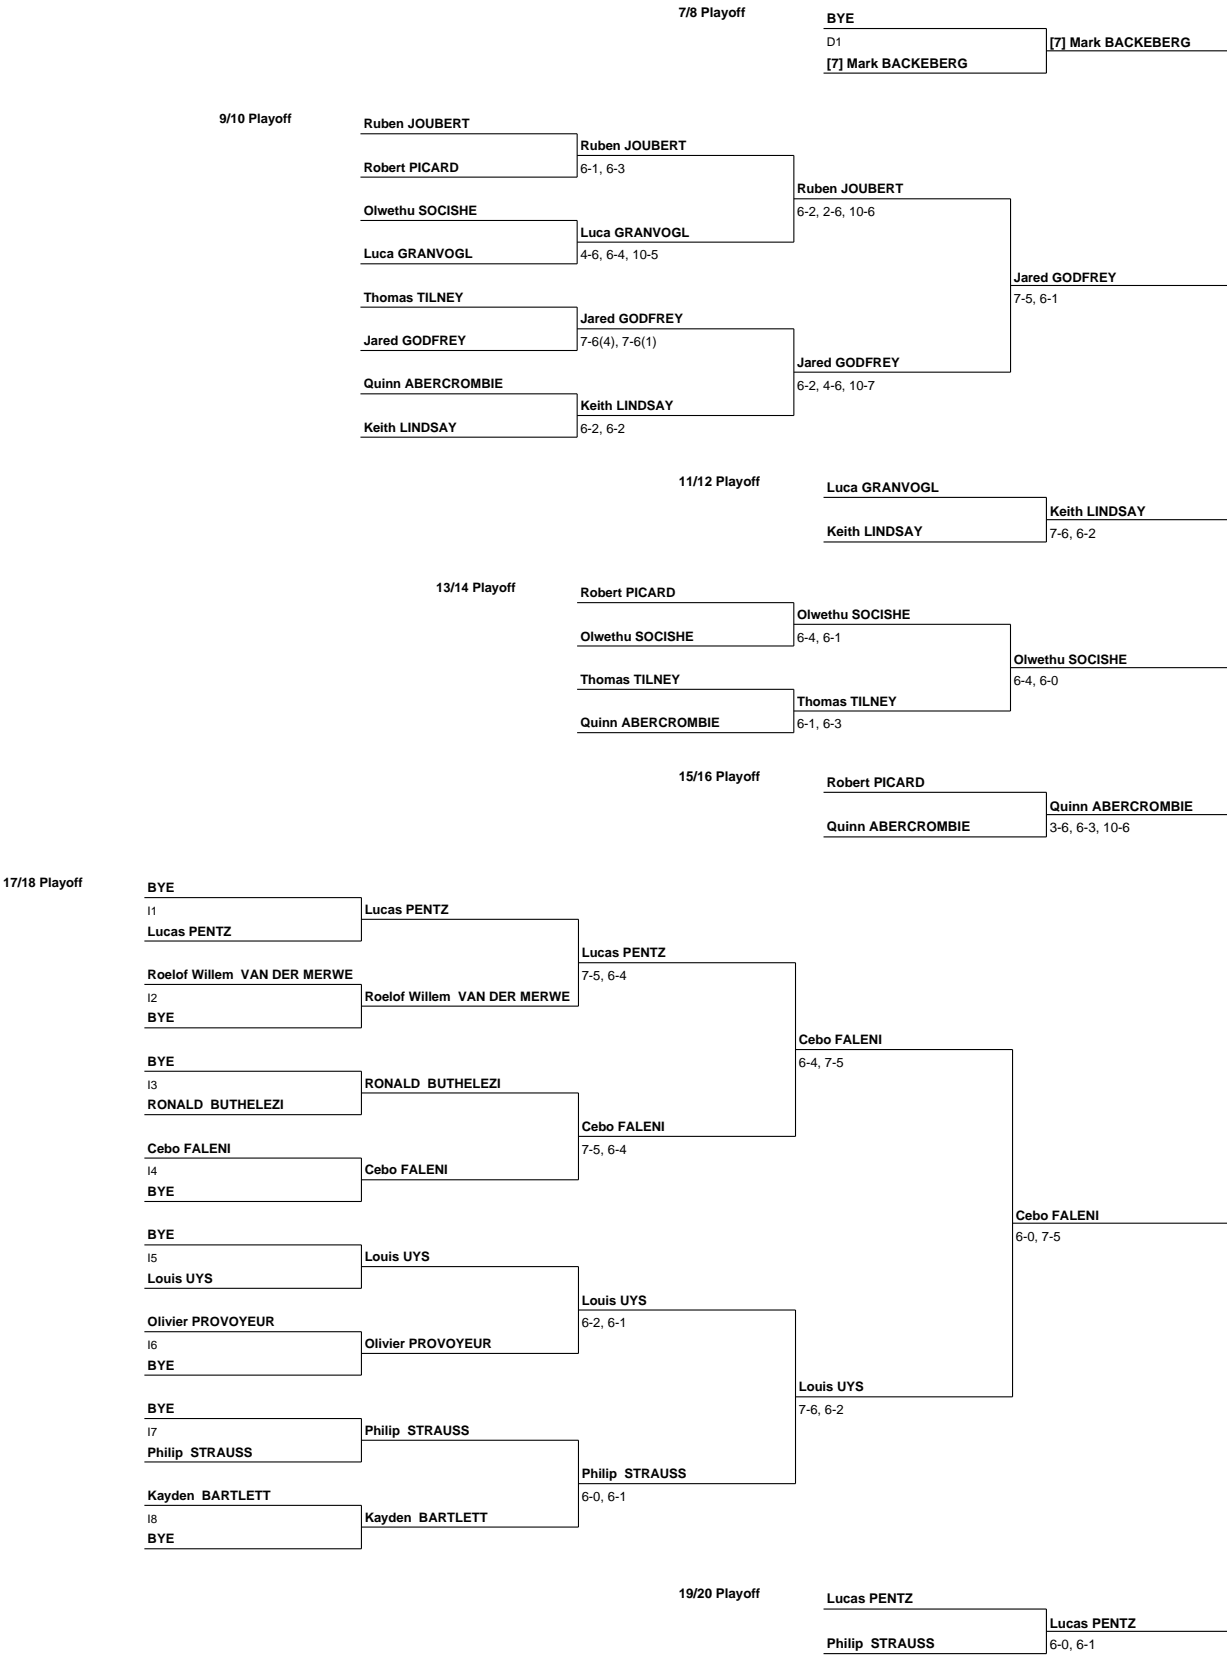 7/8 Playoff
BYE
D1
[7] Mark BACKEBERG
[7] Mark BACKEBERG
9/10 Playoff
Ruben JOUBERT
Ruben JOUBERT
Robert PICARD
6-1, 6-3
Ruben JOUBERT
Olwethu SOCISHE
6-2, 2-6, 10-6
Luca GRANVOGL
Luca GRANVOGL
4-6, 6-4, 10-5
Jared GODFREY
Thomas TILNEY
7-5, 6-1
Jared GODFREY
Jared GODFREY
7-6(4), 7-6(1)
Jared GODFREY
Quinn ABERCROMBIE
6-2, 4-6, 10-7
Keith LINDSAY
Keith LINDSAY
6-2, 6-2
11/12 Playoff
Luca GRANVOGL
Keith LINDSAY
Keith LINDSAY
7-6, 6-2
13/14 Playoff
Robert PICARD
Olwethu SOCISHE
Olwethu SOCISHE
6-4, 6-1
Olwethu SOCISHE
Thomas TILNEY
6-4, 6-0
Thomas TILNEY
Quinn ABERCROMBIE
6-1, 6-3
15/16 Playoff
Robert PICARD
Quinn ABERCROMBIE
Quinn ABERCROMBIE
3-6, 6-3, 10-6
17/18 Playoff
BYE
I1
Lucas PENTZ
Lucas PENTZ
Lucas PENTZ
Roelof Willem VAN DER MERWE
7-5, 6-4
I2
Roelof Willem VAN DER MERWE
BYE
Cebo FALENI
BYE
6-4, 7-5
I3
RONALD BUTHELEZI
RONALD BUTHELEZI
Cebo FALENI
Cebo FALENI
7-5, 6-4
I4
Cebo FALENI
BYE
Cebo FALENI
BYE
6-0, 7-5
I5
Louis UYS
Louis UYS
Louis UYS
Olivier PROVOYEUR
6-2, 6-1
I6
Olivier PROVOYEUR
BYE
Louis UYS
BYE
7-6, 6-2
I7
Philip STRAUSS
Philip STRAUSS
Philip STRAUSS
Kayden BARTLETT
6-0, 6-1
I8
Kayden BARTLETT
BYE
19/20 Playoff
Lucas PENTZ
Lucas PENTZ
Philip STRAUSS
6-0, 6-1